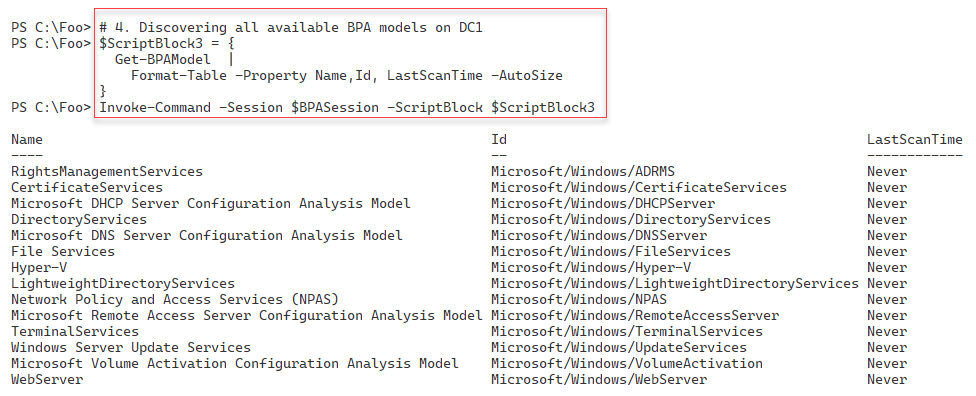 PS C:\Foo> # 4. Discovering all available BPA models on DC1
PS C:\Foo> $ScriptBlock3 = {
Get-BPAModel |
Format-Table -Property Name,Id, LastScanTime -AutoSize
}
PS C:\Foo> Invoke-Command -Session $BPASession -ScriptBlock $ScriptBlock3
Name Id LastScanTime
---- -- ------------
RightsManagementServices Microsoft/Windows/ADRMS Never
CertificateServices Microsoft/Windows/CertificateServices Never
Microsoft DHCP Server Configuration Analysis Model Microsoft/Windows/DHCPServer Never
DirectoryServices Microsoft/Windows/DirectoryServices Never
Microsoft DNS Server Configuration Analysis Model Microsoft/Windows/DNSServer Never
File Services Microsoft/Windows/FileServices Never
Hyper-V Microsoft/Windows/Hyper-V Never
LightweightDirectoryServices Microsoft/Windows/LightweightDirectoryServices Never
Network Policy and Access Services (NPAS) Microsoft/Windows/NPAS Never
Microsoft Remote Access Server Configuration Analysis Model Microsoft/Windows/RemoteAccessServer Never
TerminalServices Microsoft/Windows/TerminalServices Never
Windows Server Update Services Microsoft/Windows/UpdateServices Never
Microsoft Volume Activation Configuration Analysis Model Microsoft/Windows/VolumeActivation Never
WebServer Microsoft/Windows/WebServer Never